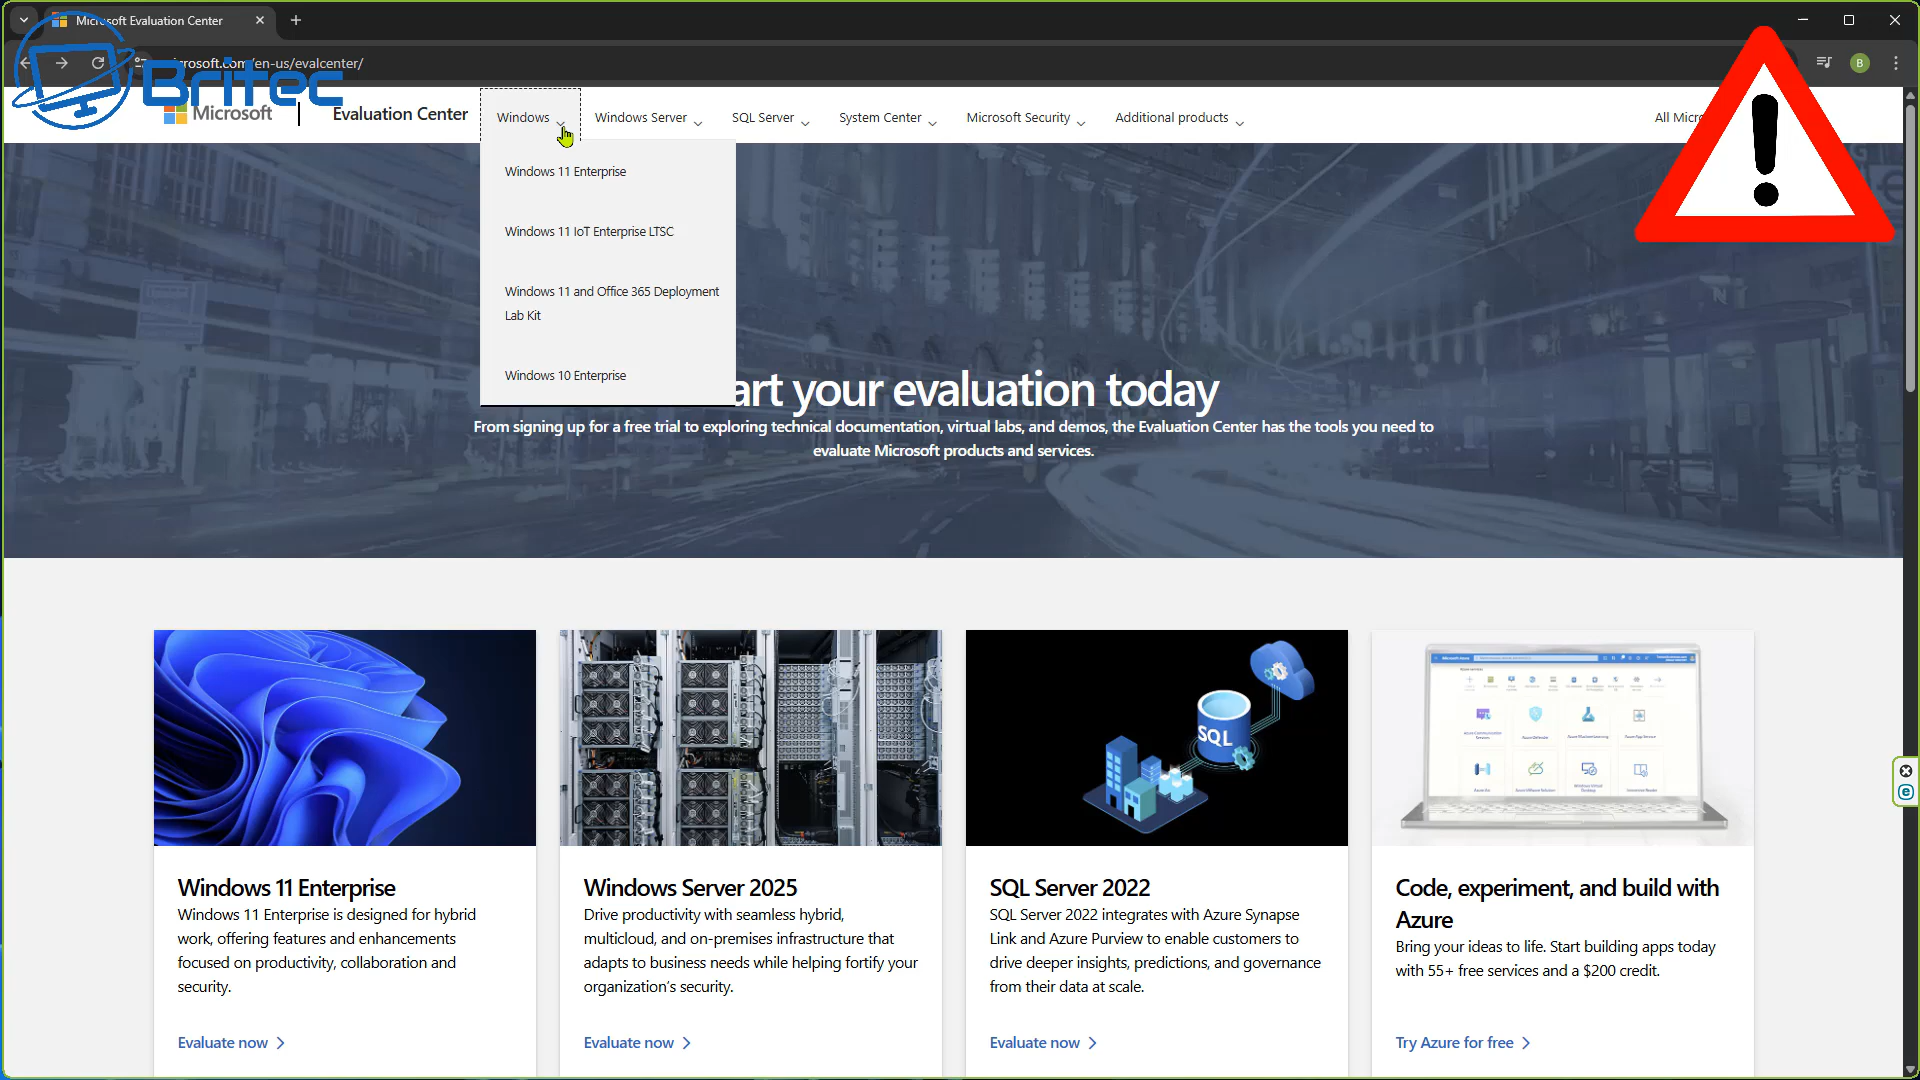 Microsoft Evaluation Center
rosoft.com/en-us/evalcenter/
B
Britec
Microsoft
Evaluation Center
Windows
Windows Server
SQL Server
System Center
Microsoft Security
Additional products
All Micro
Windows 11 Enterprise
Windows 11 IoT Enterprise LTSC
Windows 11 and Office 365 Deployment
Lab Kit
Windows 10 Enterprise
art your evaluation today
From signing up for a free trial to exploring technical documentation, virtual labs, and demos, the Evaluation Center has the tools you need to
evaluate Microsoft products and services.
SQL
Windows 11 Enterprise
Windows 11 Enterprise is designed for hybrid
work, offering features and enhancements
focused on productivity, collaboration and
security.
Evaluate now
Windows Server 2025
Drive productivity with seamless hybrid,
multicloud, and on-premises infrastructure that
adapts to business needs while helping fortify your
organization's security.
Evaluate now
SQL Server 2022
SQL Server 2022 integrates with Azure Synapse
Link and Azure Purview to enable customers to
drive deeper insights, predictions, and governance
from their data at scale.
Evaluate now
Code, experiment, and build with
Azure
Bring your ideas to life. Start building apps today
with 55+ free services and a $200 credit.
Try Azure for free